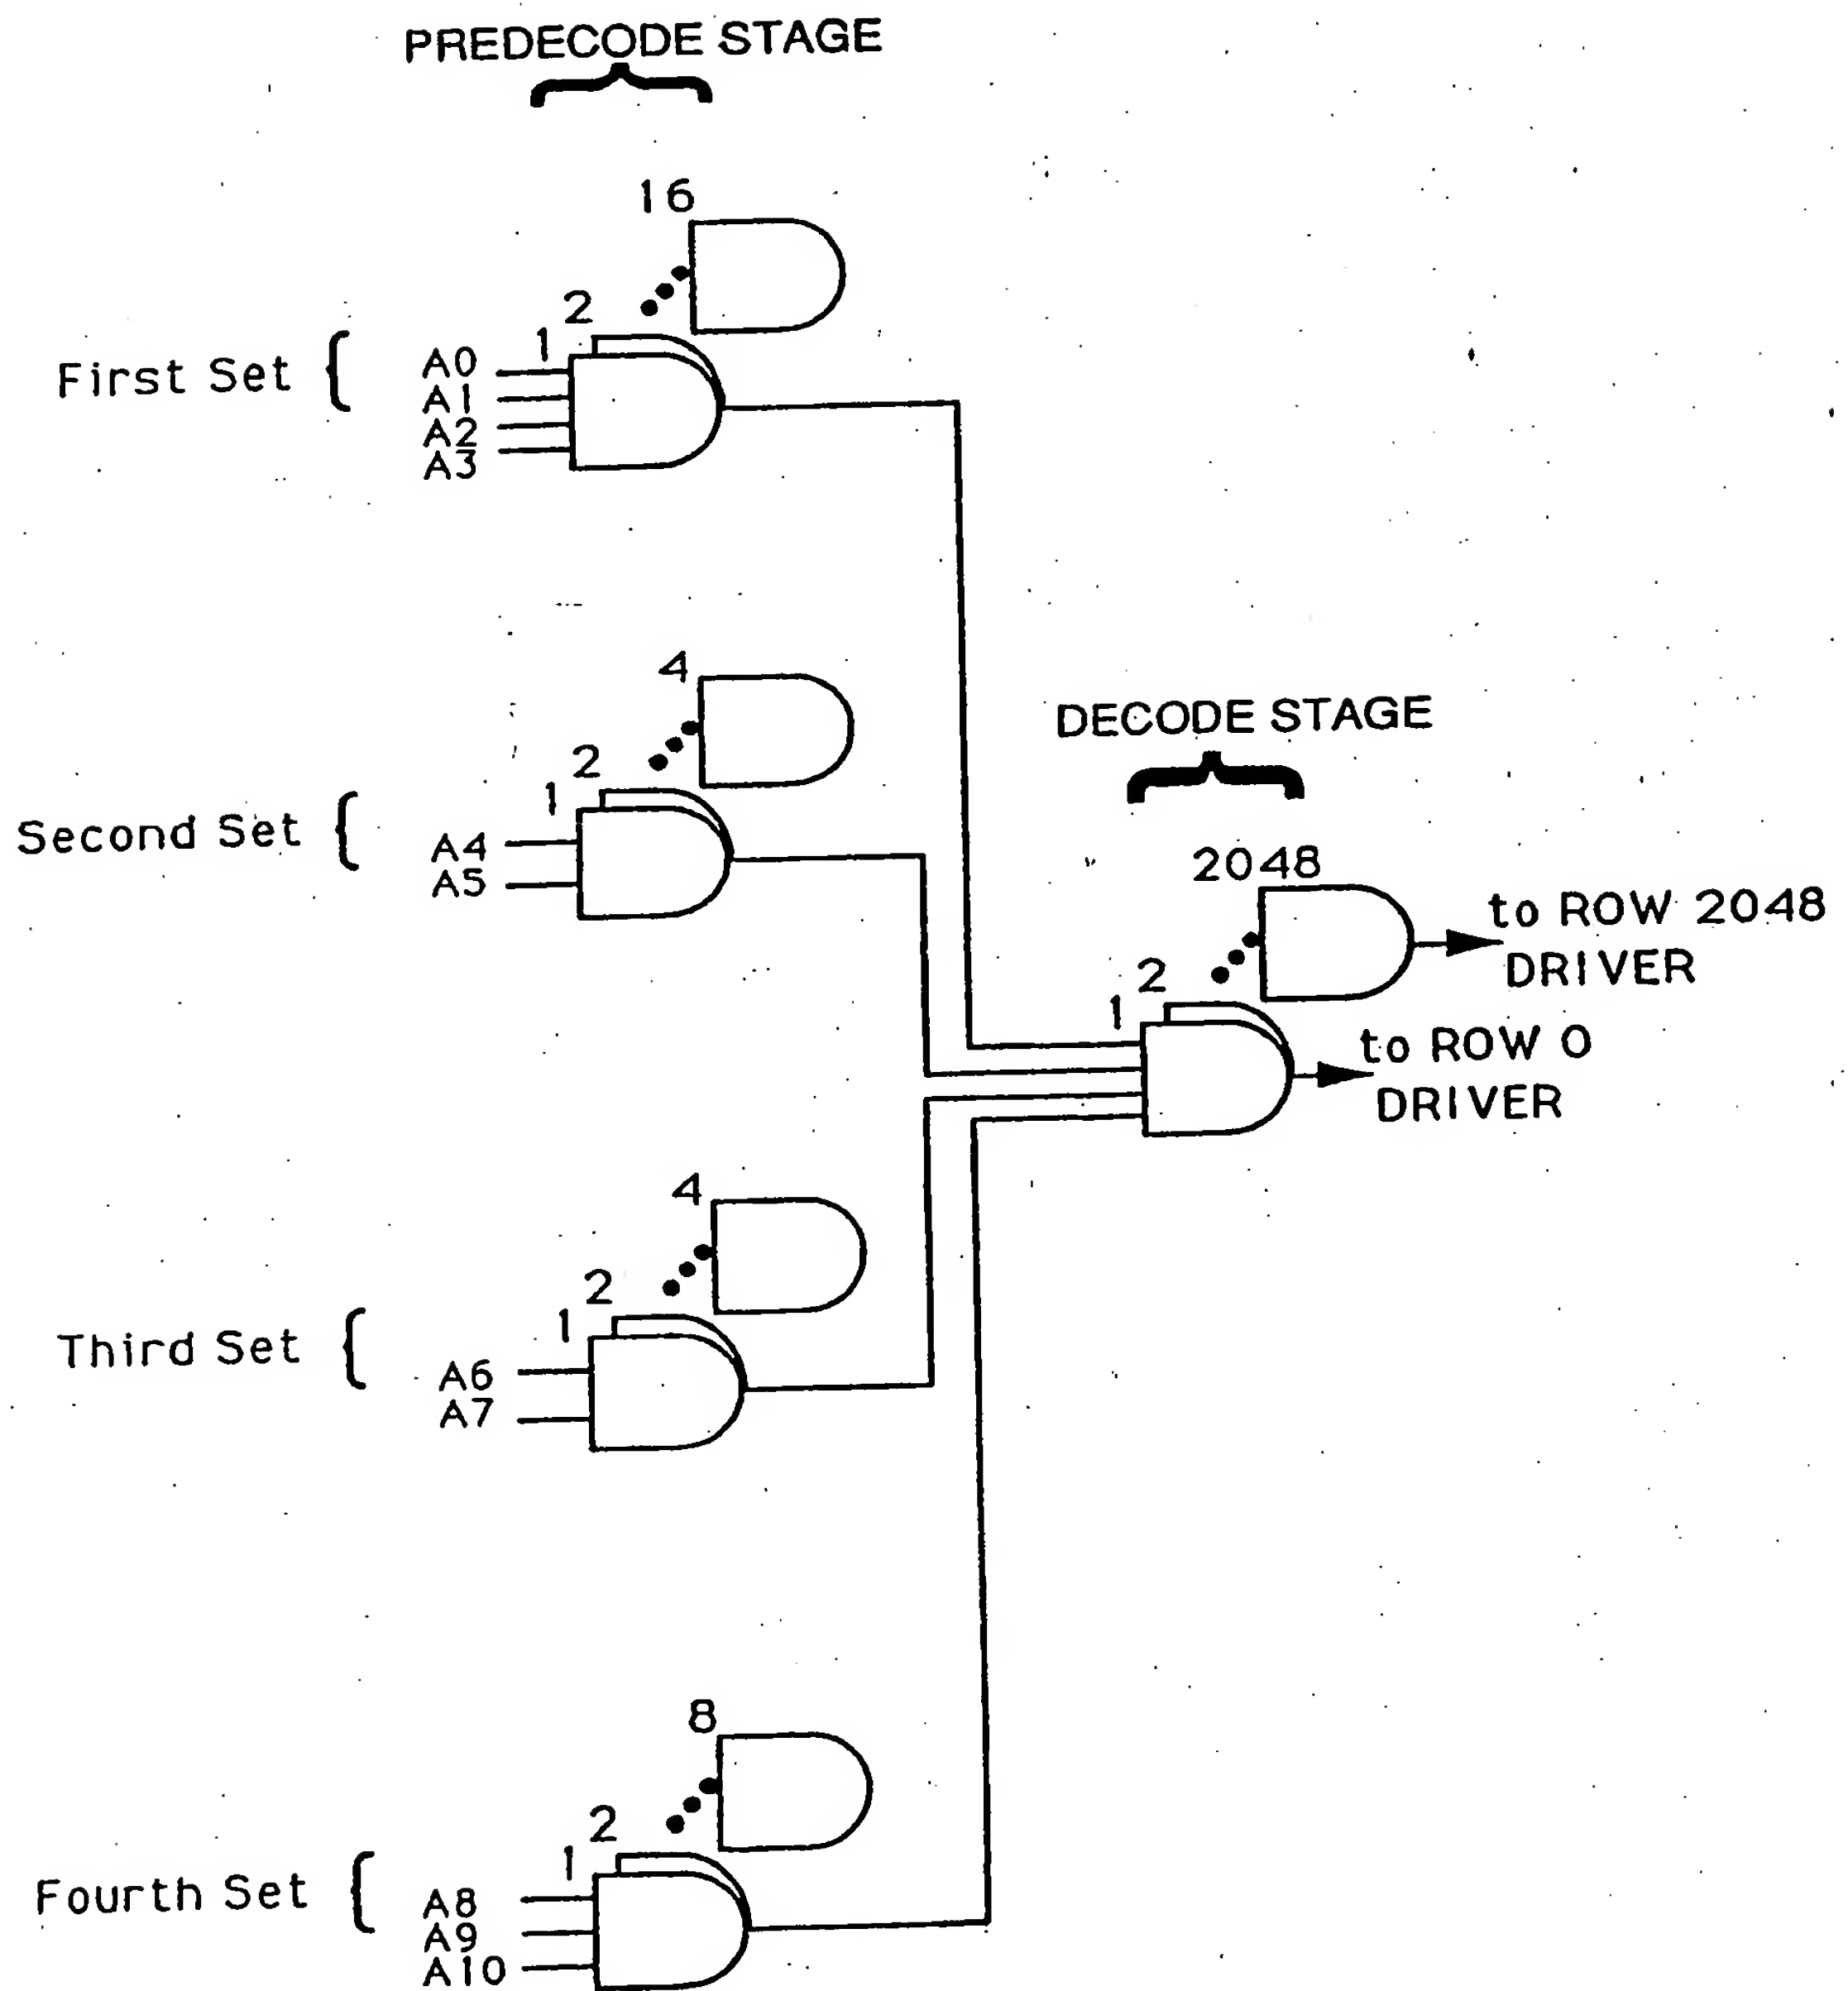 PREDECODE STAGE
16
2
1
First Set {
A0
A1
A2
A3
4
2
1
Second Set {
A4
A5
DECODE STAGE
2048
to ROW 2048
DRIVER
2
1
to ROW 0
DRIVER
4
2
1
Third Set {
A6
A7
8
2
1
Fourth Set {
A8
A9
A10